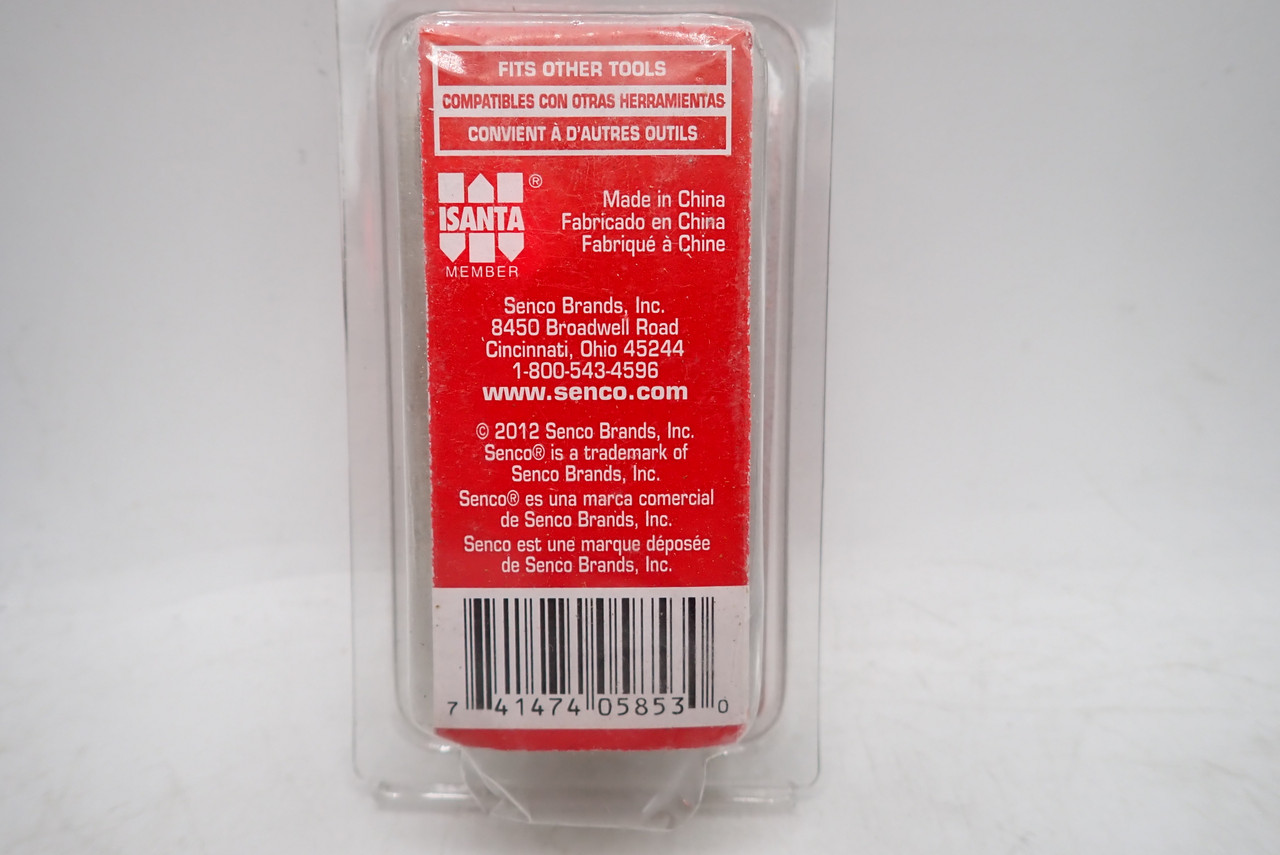 FITS OTHER TOOLS
COMPATIBLES CON OTRAS HERRAMIENTAS
CONVIENT À D'AUTRES OUTILS
®
ISANTA
MEMBER
Made in China
Fabricado en China
Fabriqué à Chine
Senco Brands, Inc.
8450 Broadwell Road
Cincinnati, Ohio 45244
1-800-543-4596
www.senco.com
© 2012 Senco Brands, Inc.
Senco® is a trademark of
Senco Brands, Inc.
Senco® es una marca comercial
de Senco Brands, Inc.
Senco est une marque déposée
de Senco Brands, Inc.
7 41474 05853 0